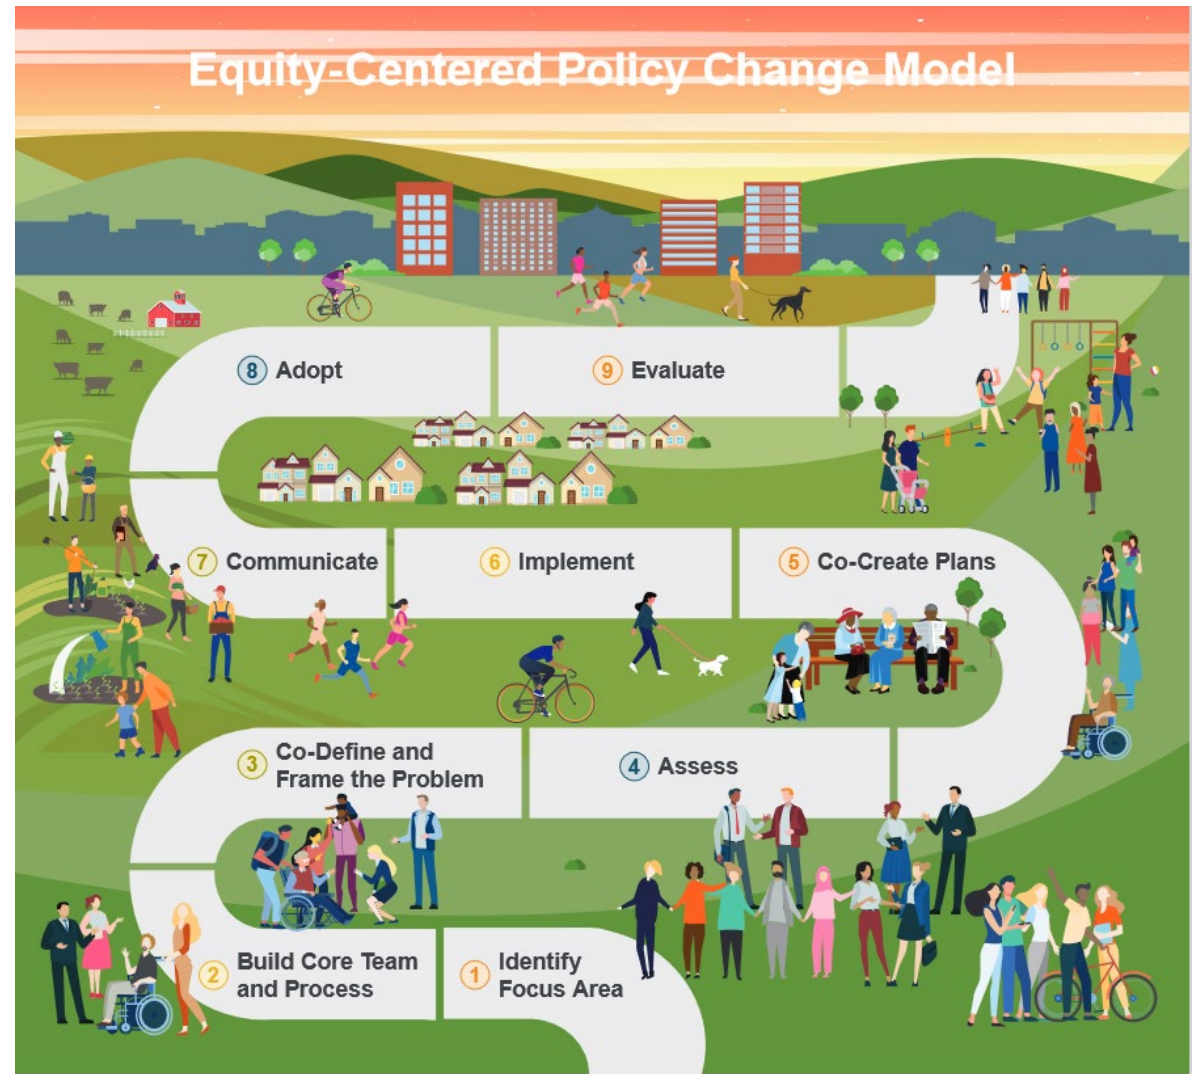 Equity-Centered Policy Change Model
8 Adopt
9 Evaluate
7 Communicate
6 Implement
5 Co-Create Plans
3 Co-Define and
Frame the Problem
4 Assess
2 Build Core Team
and Process
1 Identify
Focus Area